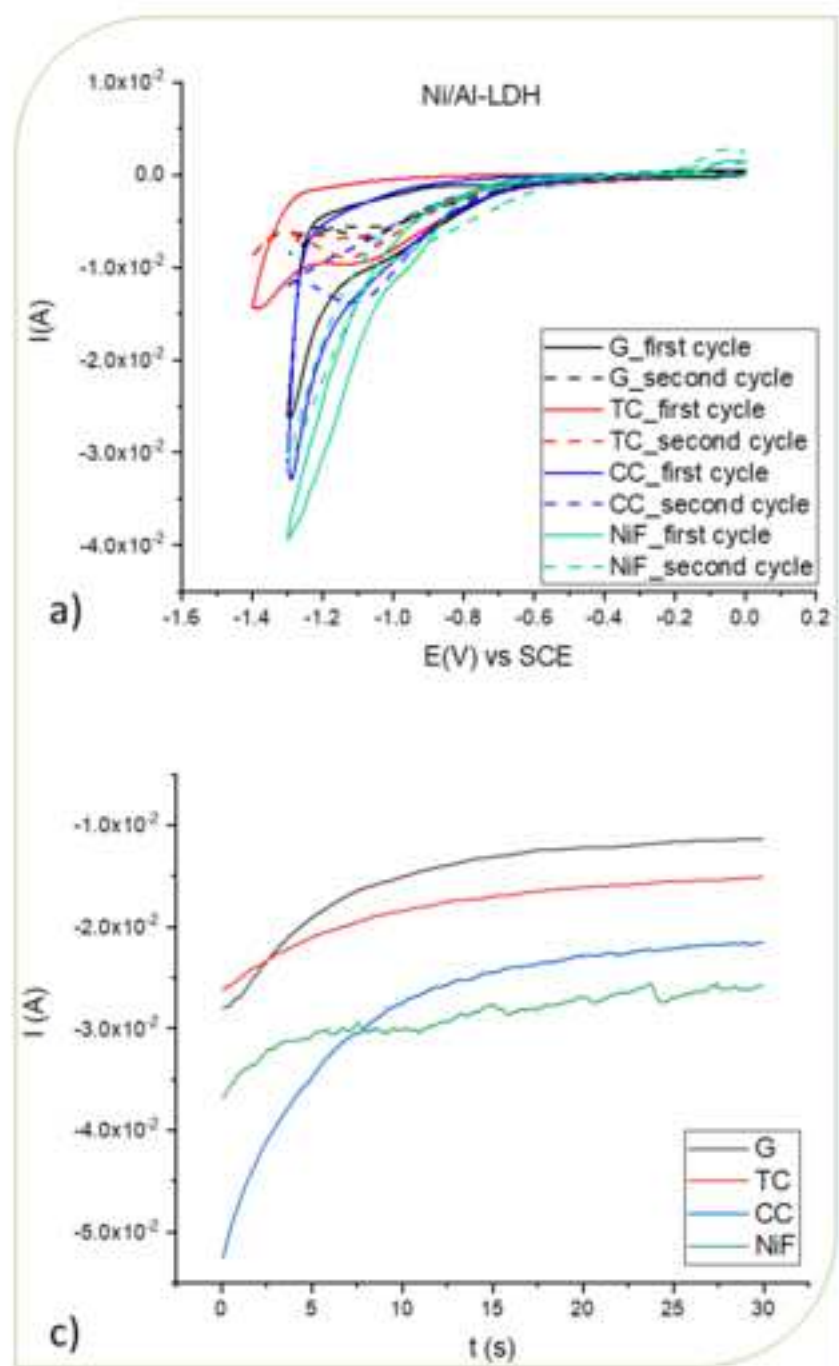 Ni/Al-LDH
1.0x10⁻²
0.0
-1.0x10⁻²
-2.0x10⁻²
-3.0x10⁻²
-4.0x10⁻²
I(A)
G_first cycle
G_second cycle
TC_first cycle
TC_second cycle
CC_first cycle
CC_second cycle
NiF_first cycle
NiF_second cycle
a)
-1.6 -1.4 -1.2 -1.0 -0.8 -0.6 -0.4 -0.2 0.0 0.2
E(V) vs SCE
-1.0x10⁻²
-2.0x10⁻²
-3.0x10⁻²
-4.0x10⁻²
-5.0x10⁻²
I (A)
G
TC
CC
NiF
0 5 10 15 20 25 30
c)
t (s)